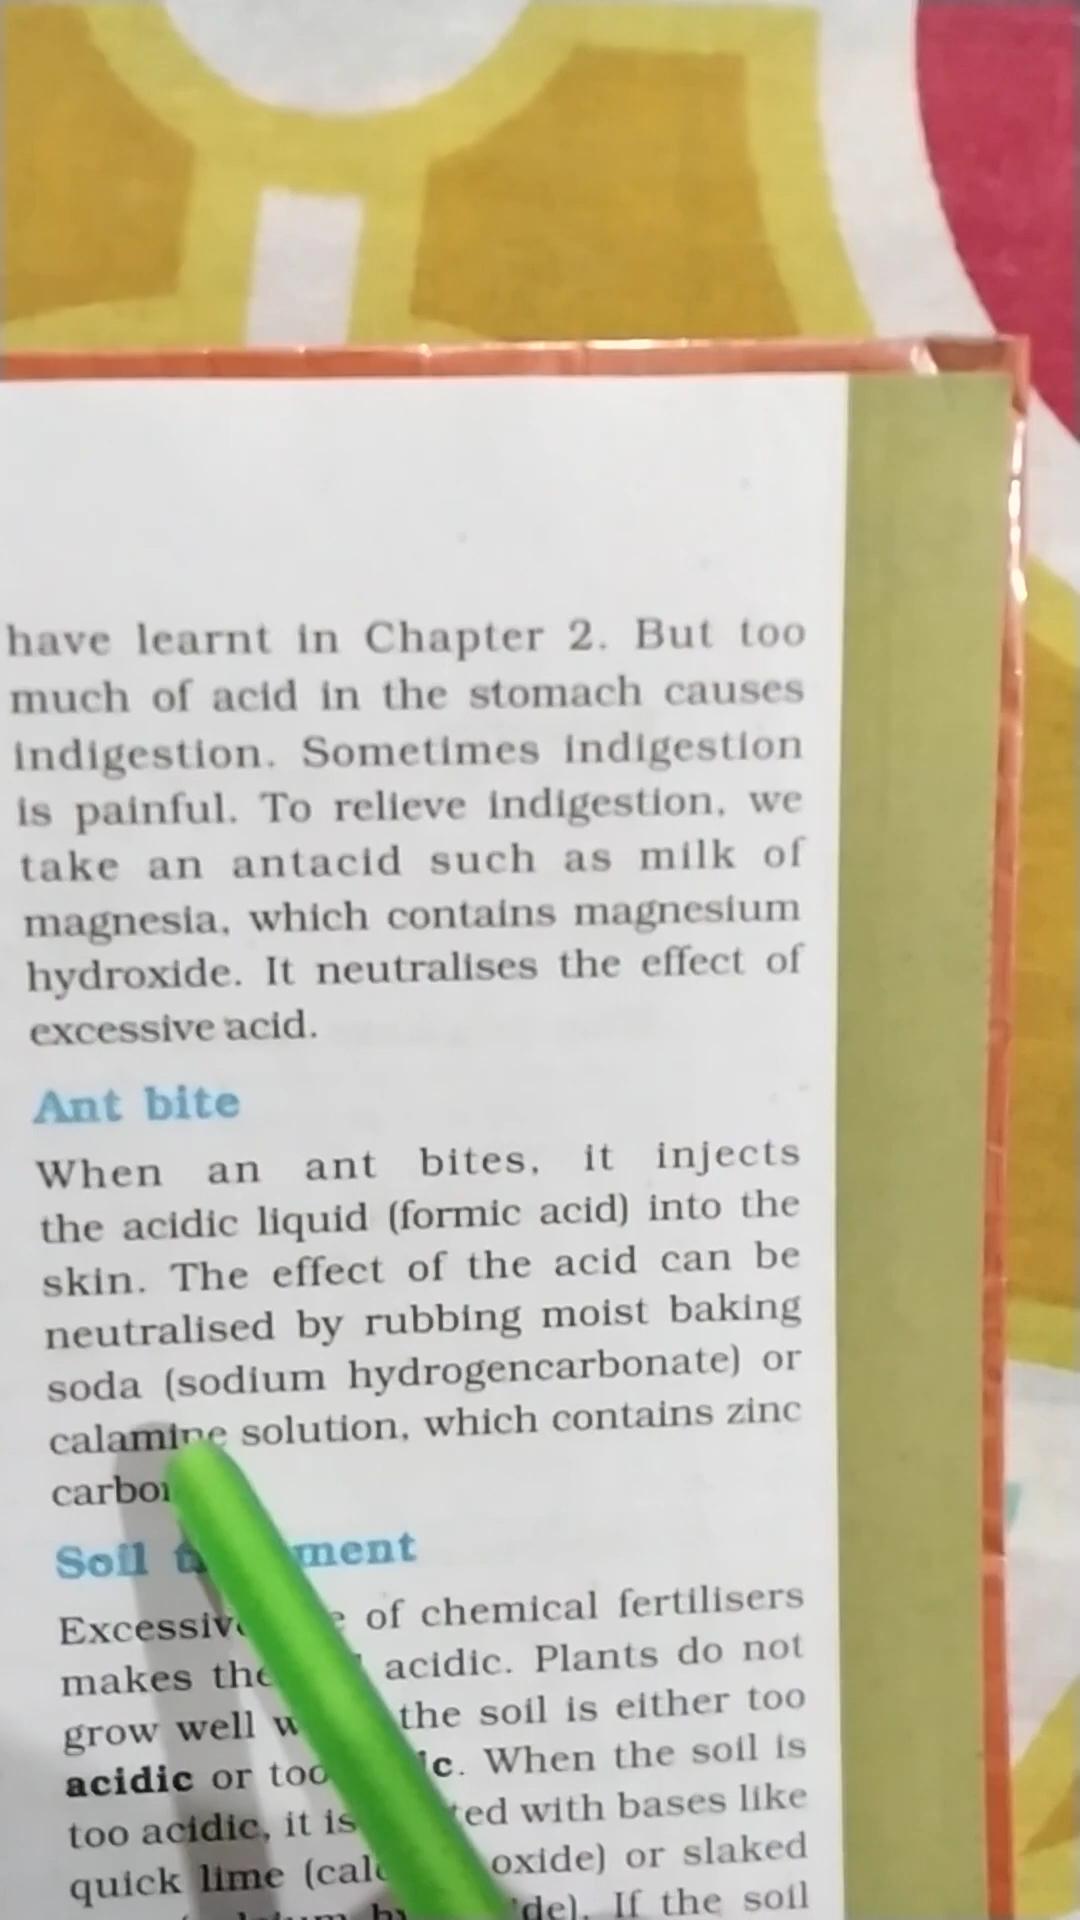 have learnt in Chapter 2. But too
much of acid in the stomach causes
indigestion. Sometimes indigestion
is painful. To relieve indigestion, we
take an antacid such as milk of
magnesia, which contains magnesium
hydroxide. It neutralises the effect of
excessive acid.
Ant bite
When an ant bites, it injects
the acidic liquid (formic acid) into the
skin. The effect of the acid can be
neutralised by rubbing moist baking
soda (sodium hydrogencarbonate) or
calamine solution, which contains zinc
Soil
of chemical fertilisers
makes the acidic. Plants do not
grow well the soil is either too
acidic or too When the soil is
too acidic, it is with bases like
quick lime oxide) or slaked
If the soil